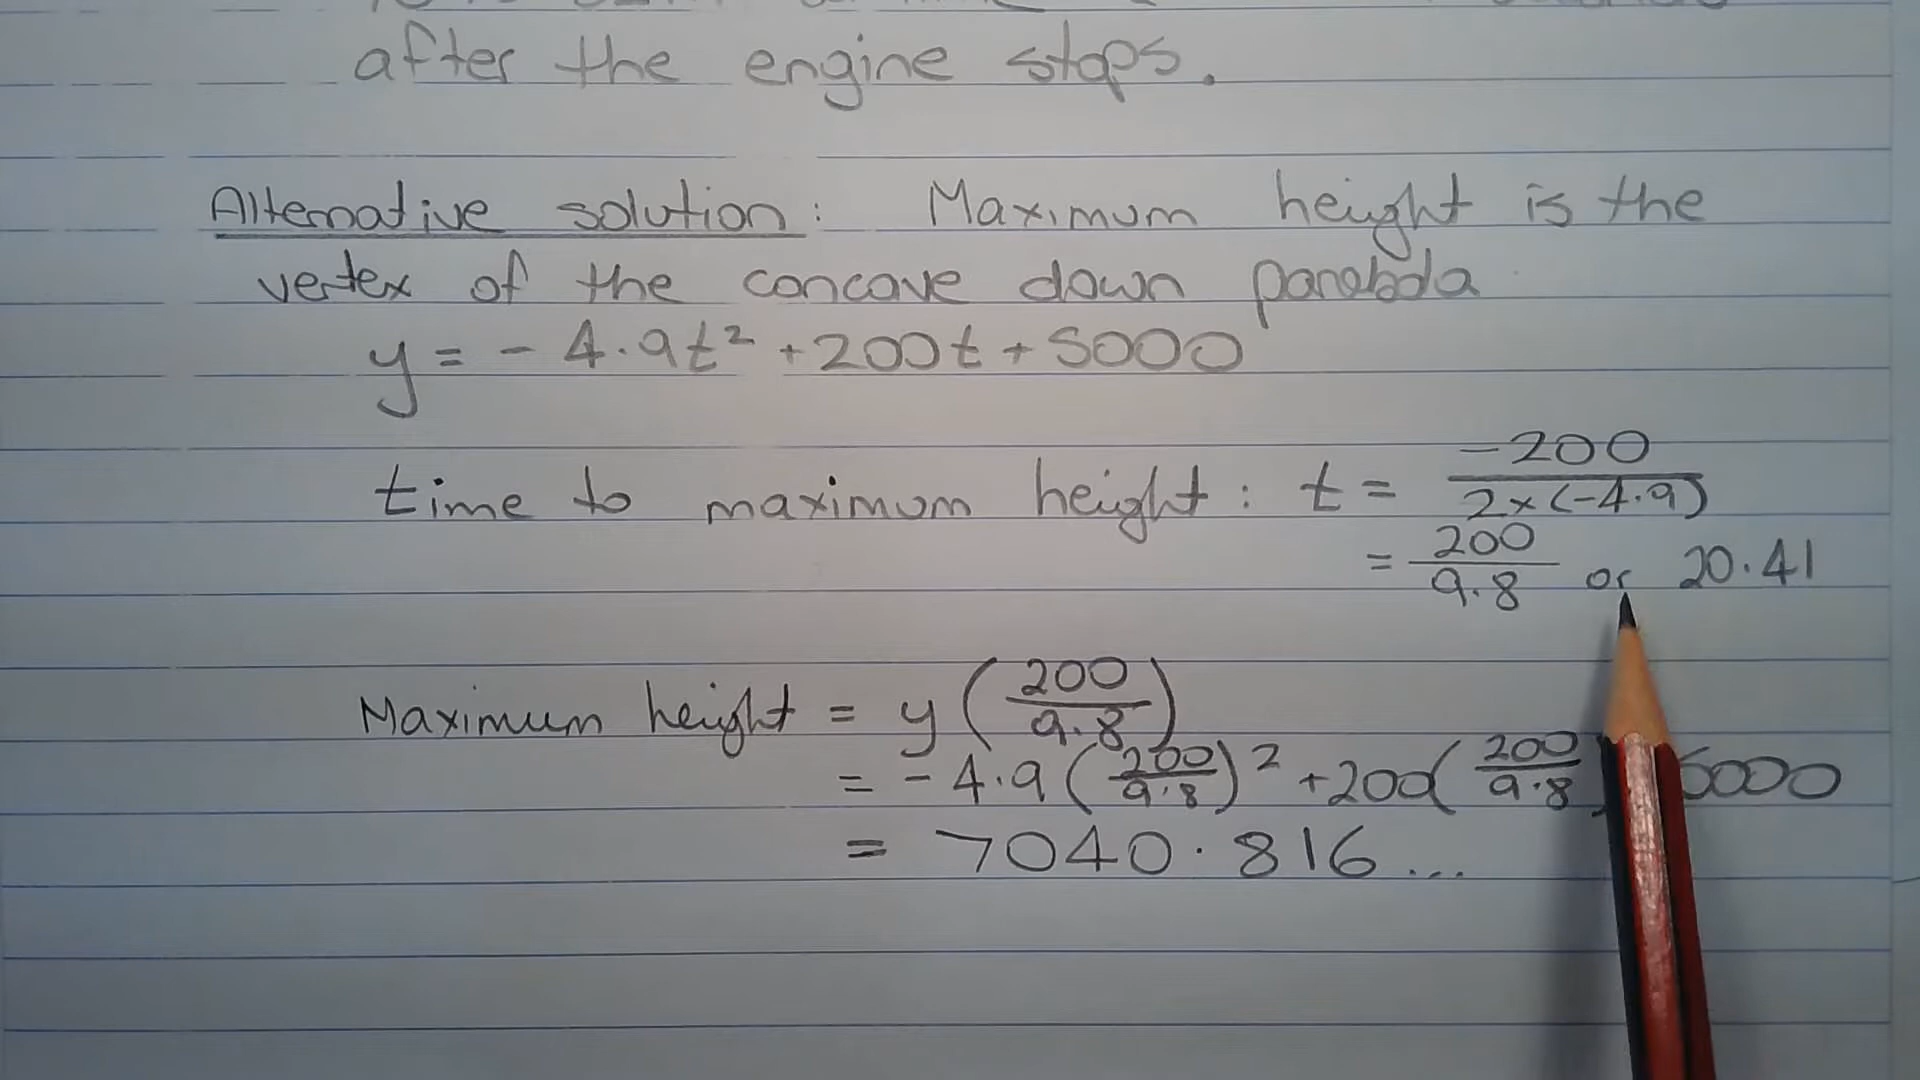 after the engine stops.
Alternative solution: Maximum height is the
vertex of the concave down parabola
y = - 4.9t² + 200t + 5000
time to maximum height: t = -200 / 2×(-4.9)
= 200 / 9.8 or 20.41
Maximum height = y(200 / 9.8)
= -4.9(200 / 9.8)² + 200(200 / 9.8 5000
= 7040.816...